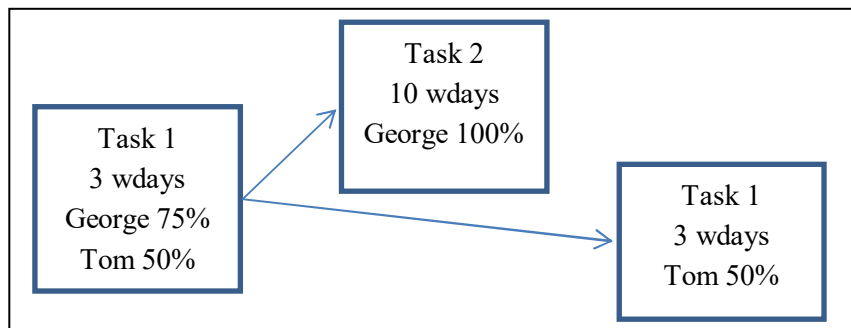 Task 1
3 wdays
George 75%
Tom 50%
Task 2
10 wdays
George 100%
Task 1
3 wdays
Tom 50%